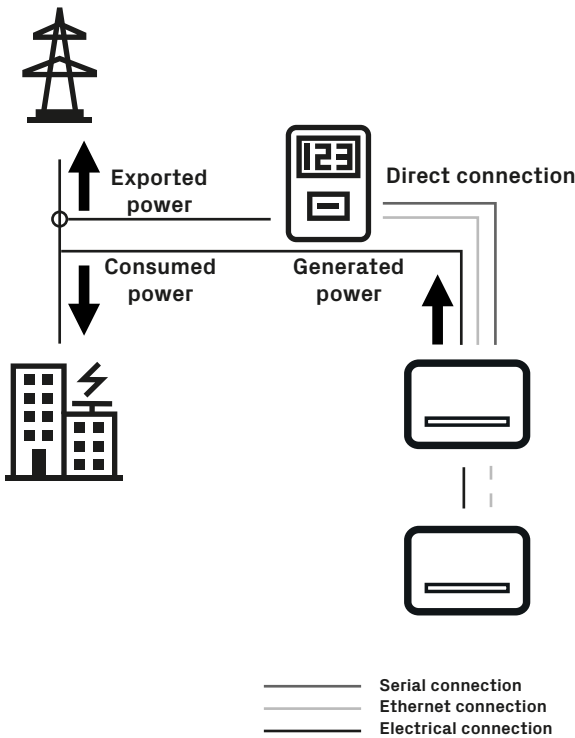 123
Direct connection
Exported
power
Consumed
power
Generated
power
Serial connection
Ethernet connection
Electrical connection